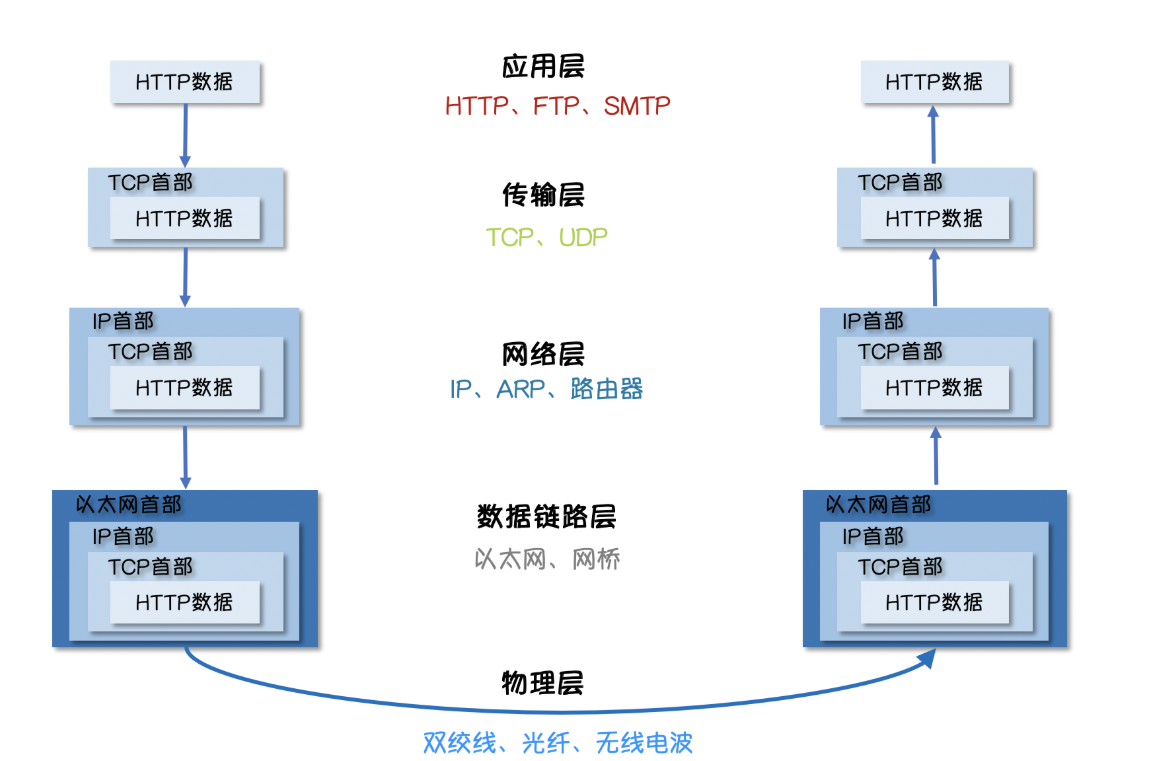 HTTP数据
应用层
HTTP数据
HTTP、FTP、SMTP
TCP首部
HTTP数据
传输层
TCP、UDP
TCP首部
HTTP数据
IP首部
TCP首部
HTTP数据
网络层
IP、ARP、路由器
IP首部
TCP首部
HTTP数据
以太网首部
IP首部
TCP首部
HTTP数据
数据链路层
以太网、网桥
以太网首部
IP首部
TCP首部
HTTP数据
物理层
双绞线、光纤、无线电波